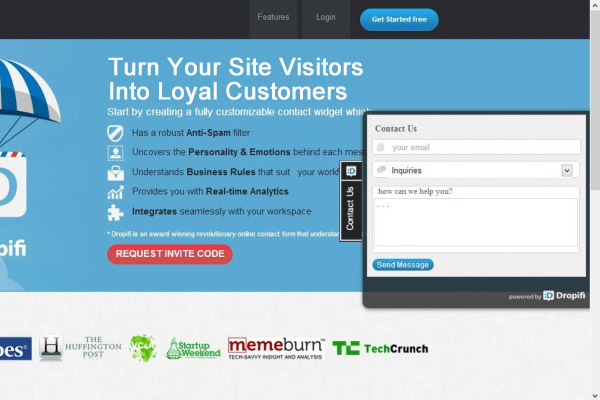 Features
Login
Get Started free
Turn Your Site Visitors
Into Loyal Customers
Start by creating a fully customizable contact widget which
Has a robust Anti-Spam filter
Uncovers the Personality & Emotions behind each mes
Understands Business Rules that suit your workf
Provides you with Real-time Analytics
Integrates seamlessly with your workspace
* Dropifi is an award winning revolutionary online contact form that understan
REQUEST INVITE CODE
D
pifi
Contact Us
Contact Us
your email
Inquiries
how can we help you?
...
Send Message
powered by Dropifi
bes
THE
HUFFINGTON
POST
Startup
Weekend
memeburn
TECH-SAVVY INSIGHT AND ANALYSIS
TC TechCrunch